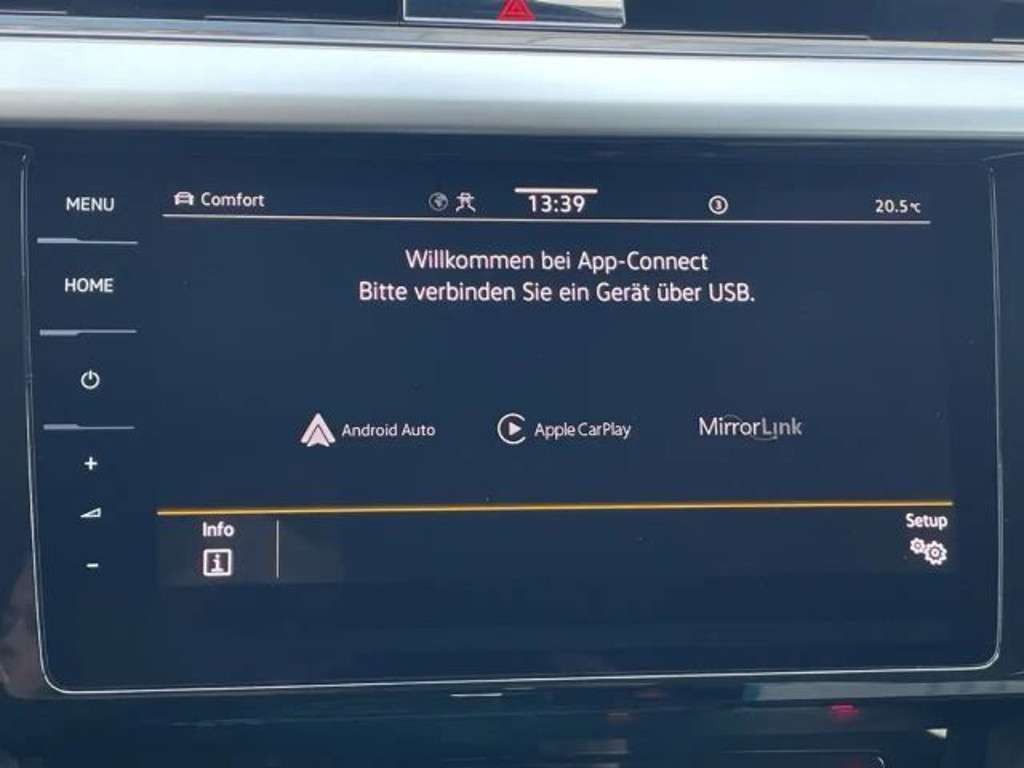 MENU
HOME
Comfort
13:39
3
20.5°C
Willkommen bei App-Connect
Bitte verbinden Sie ein Gerät über USB.
Android Auto
Apple CarPlay
MirrorLink
Info
i
Setup